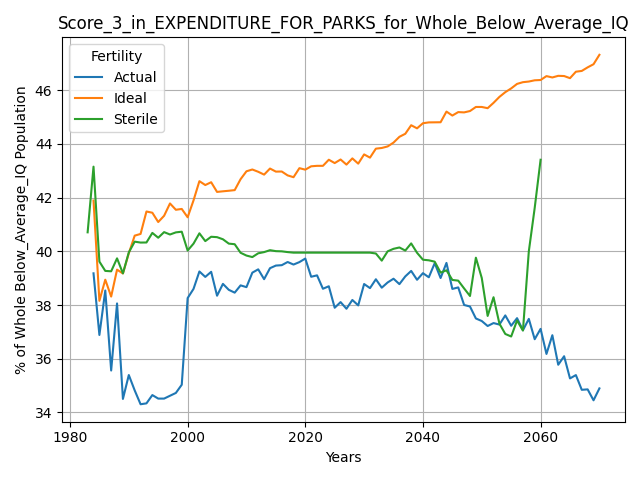 Score_3_in_EXPENDITURE_FOR_PARKS_for_Whole_Below_Average_IQ
Fertility
Actual
Ideal
Sterile
% of Whole Below_Average_IQ Population
46
44
42
40
38
36
34
1980
2000
2020
2040
2060
Years